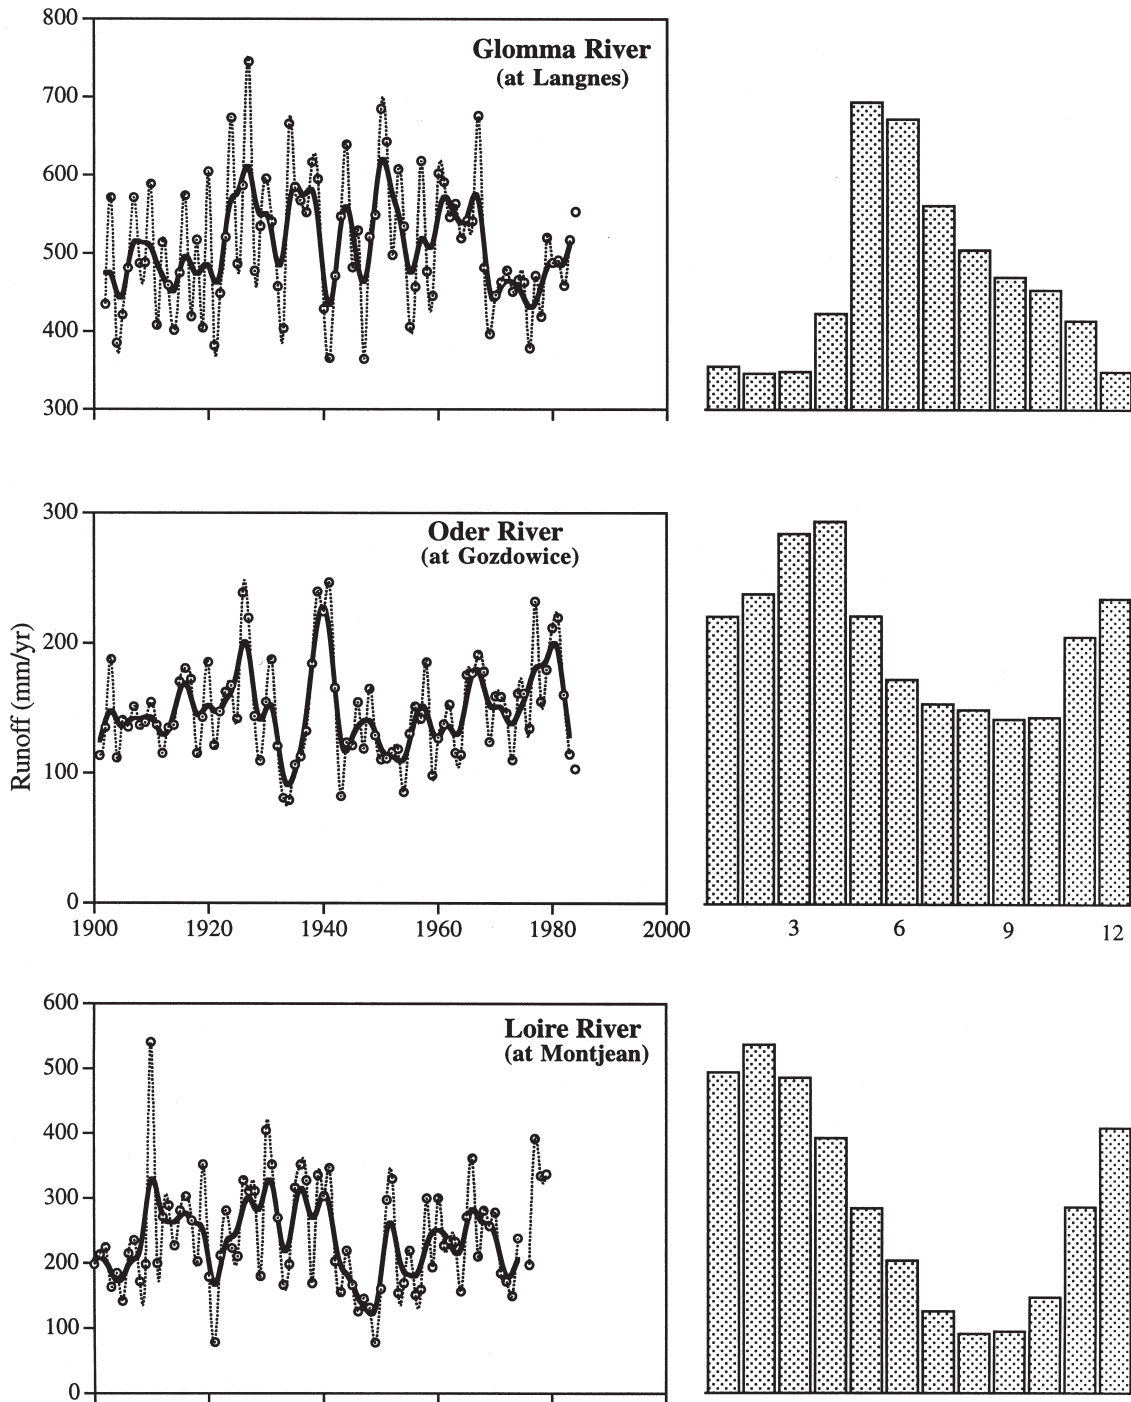 800
700
600
500
400
300
Glomma River
(at Langnes)
Runoff (mm/yr)
300
200
100
0
Oder River
(at Gozdowice)
1900 1920 1940 1960 1980 2000
3 6 9 12
600
500
400
300
200
100
0
Loire River
(at Montjean)